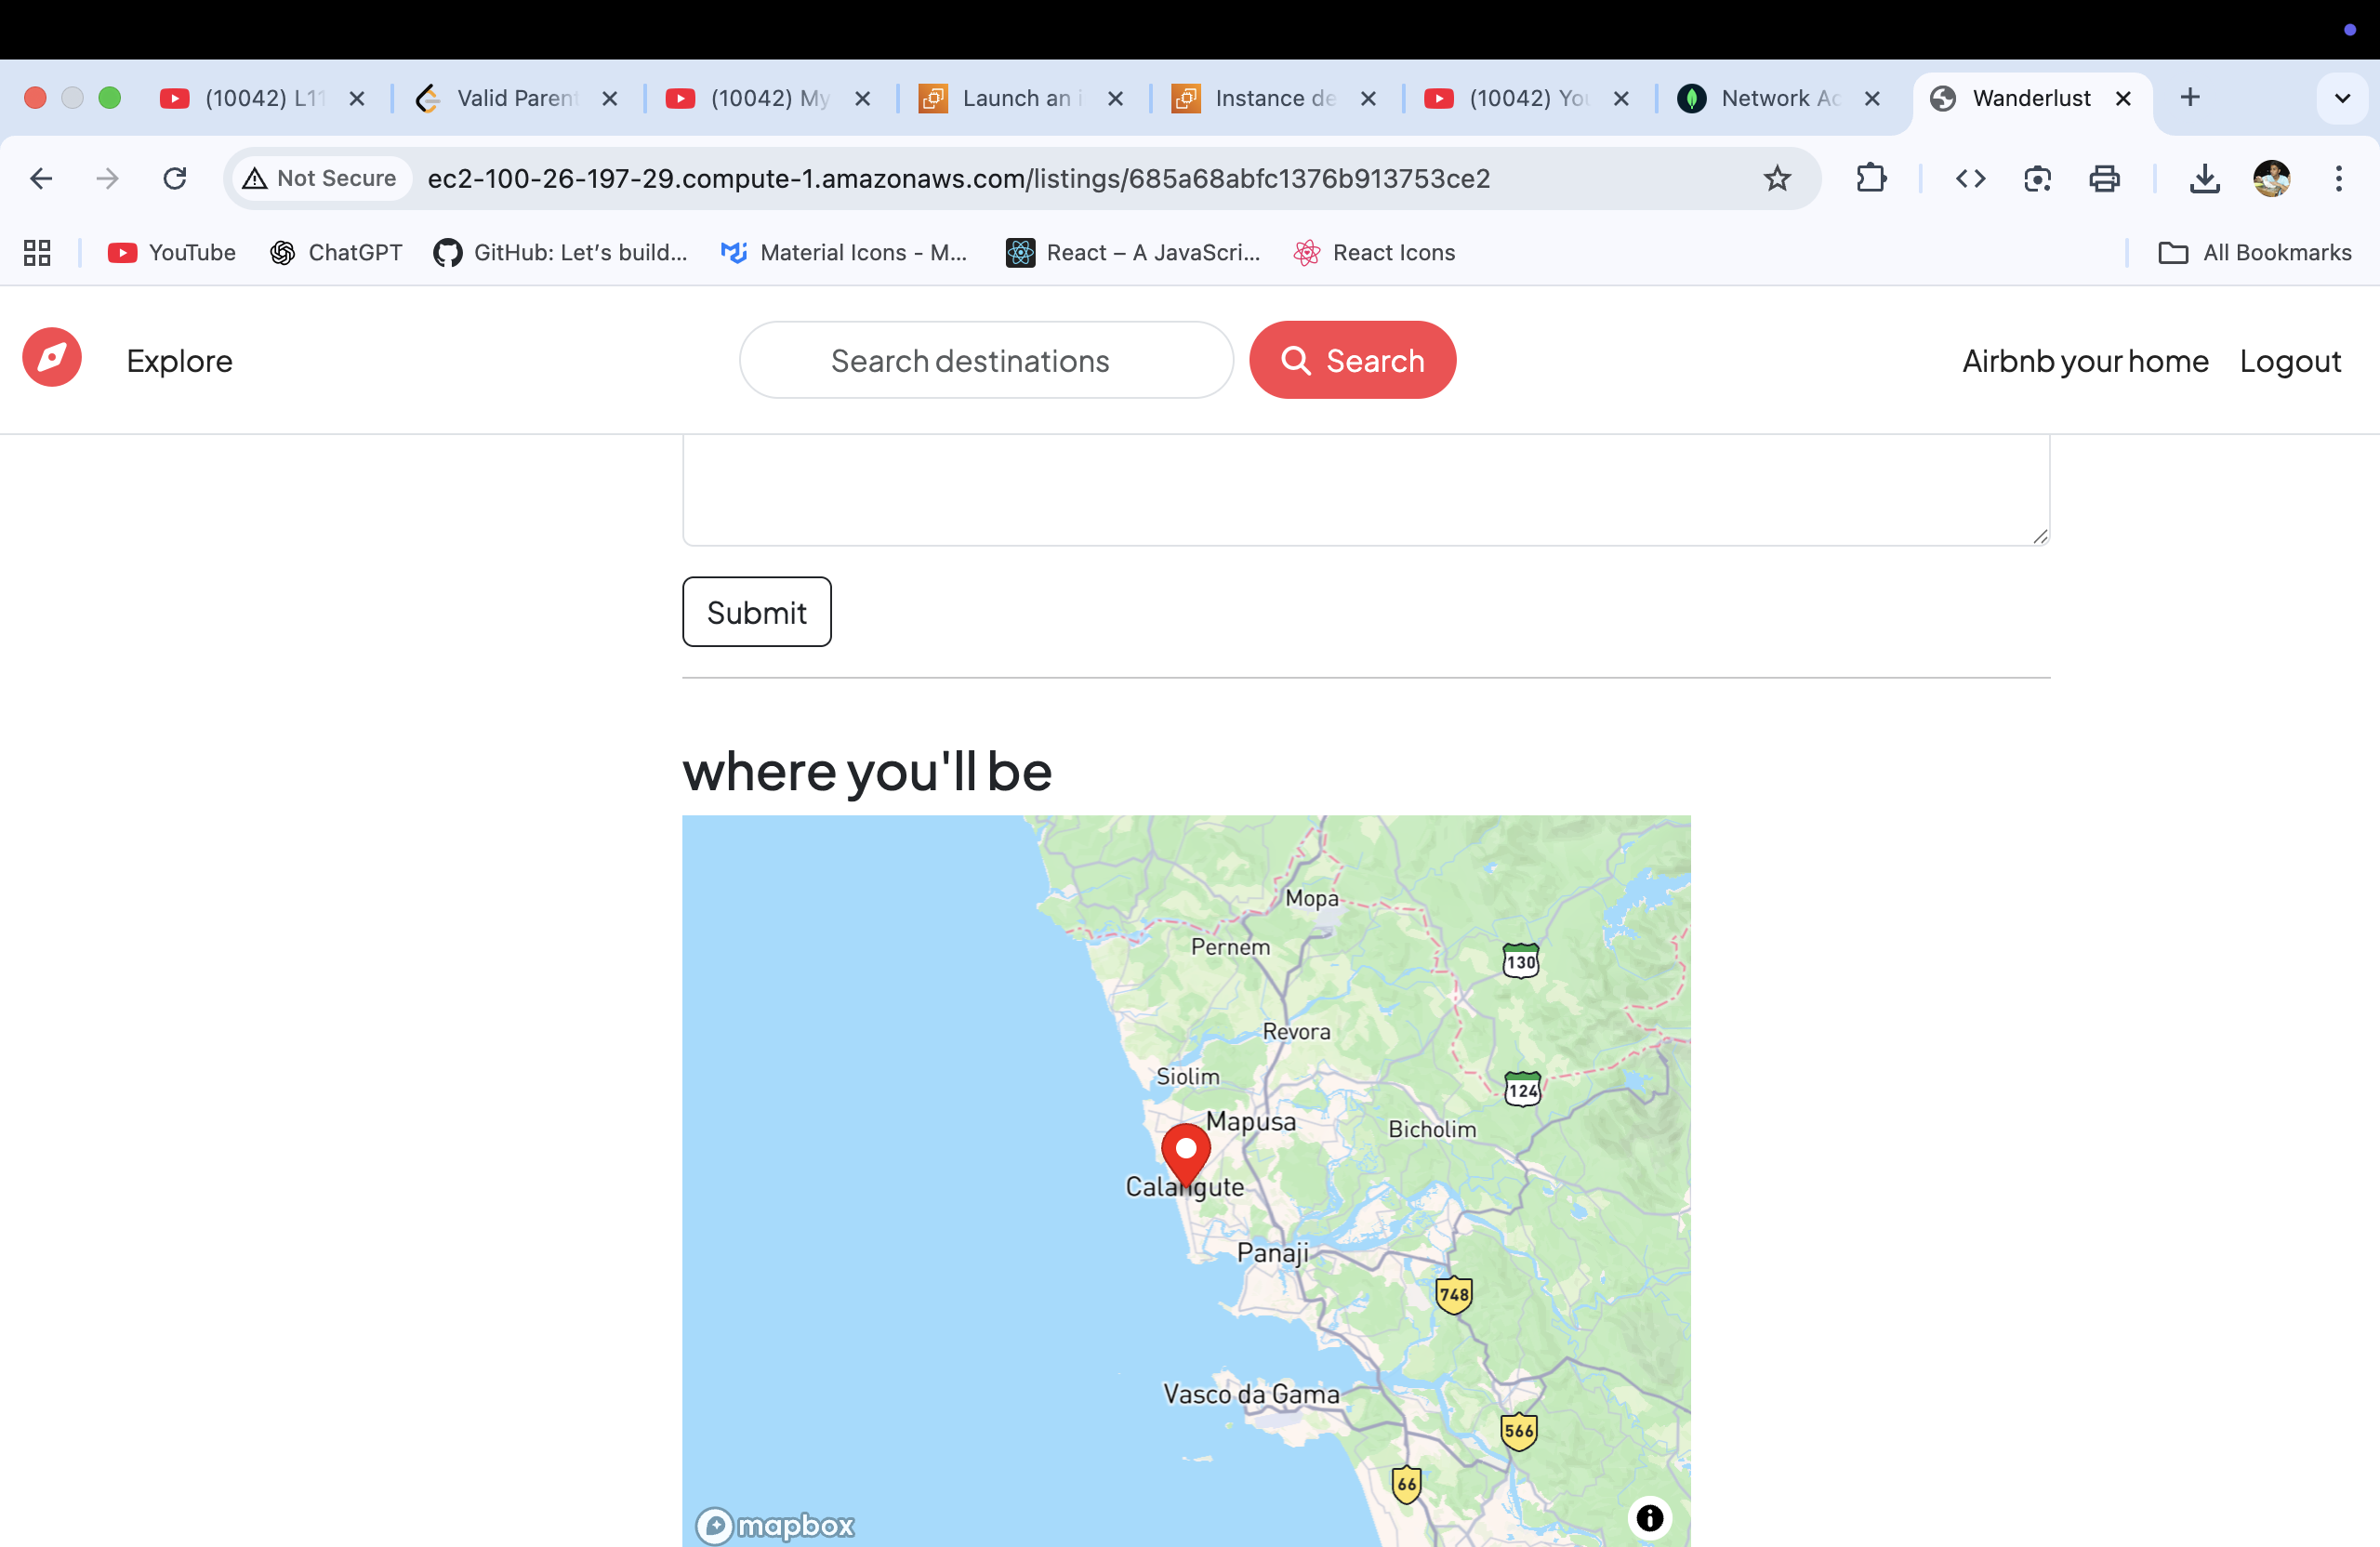 (10042) L11
Valid Paren
(10042) My
Launch an i
Instance de
(10042) You
Network Ac
Wanderlust
Not Secure
ec2-100-26-197-29.compute-1.amazonaws.com/listings/685a68abfc1376b913753ce2
YouTube
ChatGPT
GitHub: Let's build...
Material Icons - M...
React – A JavaScri...
React Icons
All Bookmarks
Explore
Search destinations
Search
Airbnb your home
Logout
Submit
where you'll be
Mopa
Pernem
130
Revora
Siolim
124
Mapusa
Bicholim
Calangute
Panaji
748
Vasco da Gama
566
66
mapbox